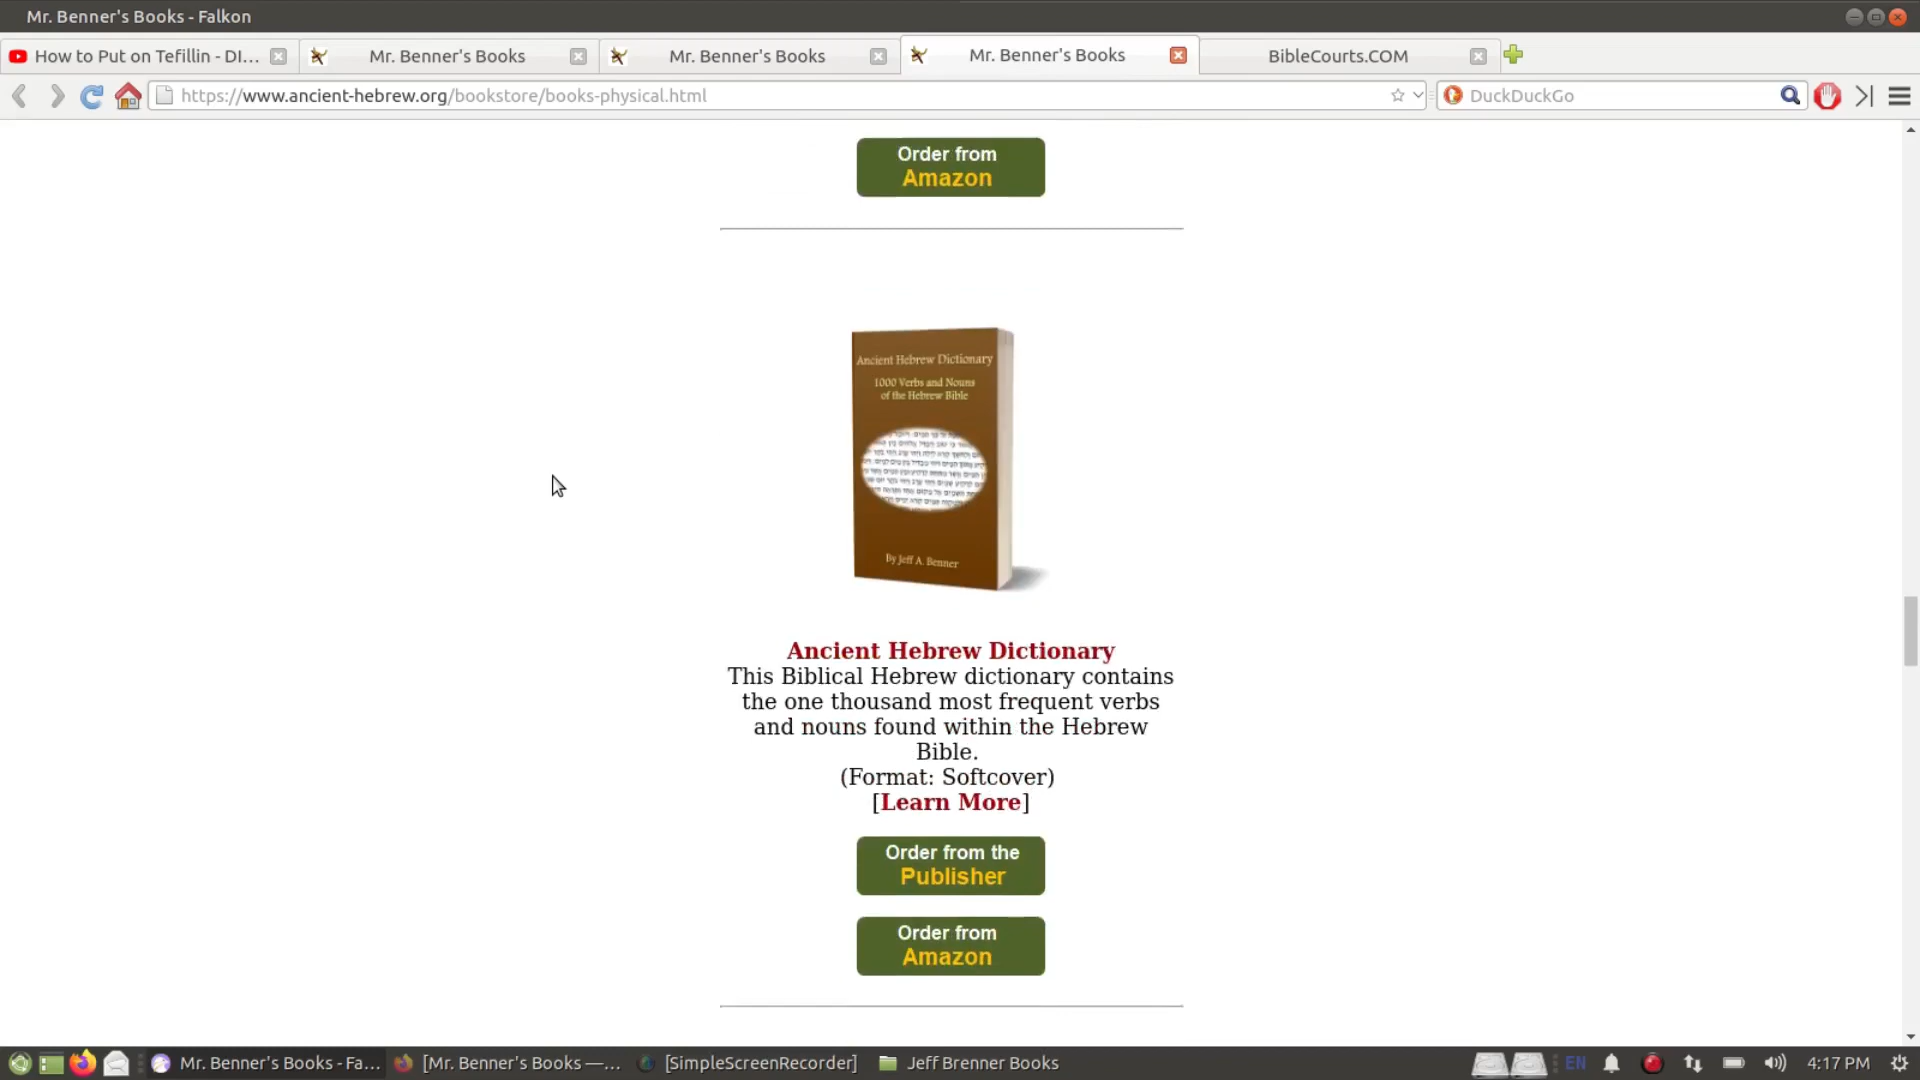 Mr. Benner's Books - Falkon
How to Put on Tefillin - DI...
Mr. Benner's Books
Mr. Benner's Books
Mr. Benner's Books
BibleCourts.COM
https://www.ancient-hebrew.org/bookstore/books-physical.html
DuckDuckGo
Order from
Amazon
Ancient Hebrew Dictionary
1000 Verbs and Nouns
of the Hebrew Bible
By Jeff A. Benner
Ancient Hebrew Dictionary
This Biblical Hebrew dictionary contains
the one thousand most frequent verbs
and nouns found within the Hebrew
Bible.
(Format: Softcover)
[Learn More]
Order from the
Publisher
Order from
Amazon
Mr. Benner's Books - Fa...
[Mr. Benner's Books —...
[SimpleScreenRecorder]
Jeff Brenner Books
EN
4:17 PM